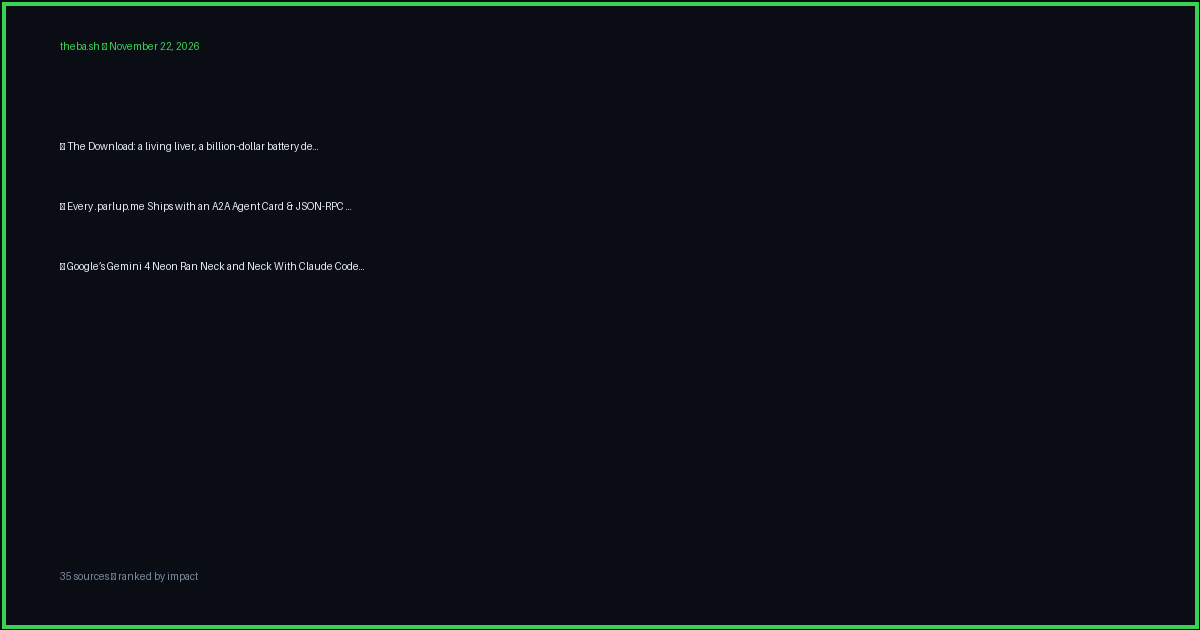 theba.sh ▯ November 22, 2026
▯ The Download: a living liver, a billion-dollar battery de…
▯ Every .parlup.me Ships with an A2A Agent Card & JSON-RPC …
▯ Google’s Gemini 4 Neon Ran Neck and Neck With Claude Code…
35 sources ▯ ranked by impact